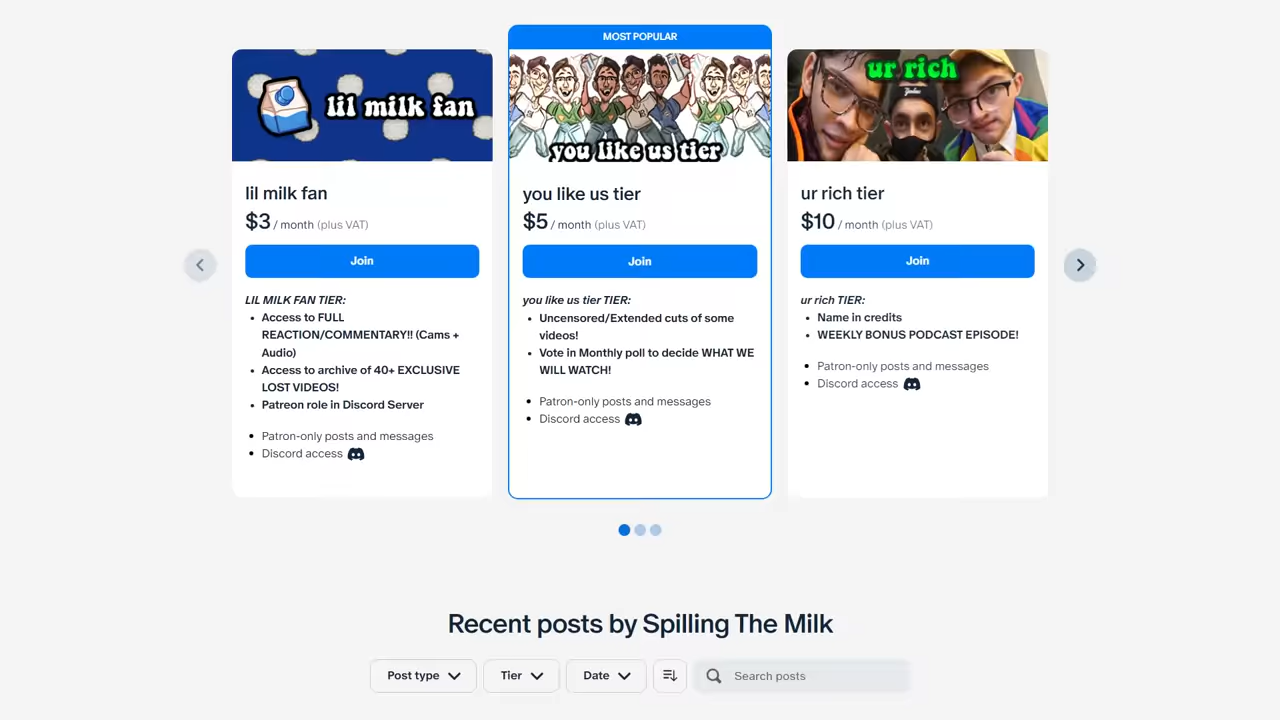 MOST POPULAR
lil milk fan
you like us tier
ur rich
lil milk fan
$3 / month (plus VAT)
Join
LIL MILK FAN TIER:
• Access to FULL
REACTION/COMMENTARY!! (Cams +
Audio)
• Access to archive of 40+ EXCLUSIVE
LOST VIDEOS!
• Patreon role in Discord Server
• Patron-only posts and messages
• Discord access
you like us tier
$5 / month (plus VAT)
Join
you like us tier TIER:
• Uncensored/Extended cuts of some
videos!
• Vote in Monthly poll to decide WHAT WE
WILL WATCH!
• Patron-only posts and messages
• Discord access
ur rich tier
$10 / month (plus VAT)
Join
ur rich TIER:
• Name in credits
• WEEKLY BONUS PODCAST EPISODE!
• Patron-only posts and messages
• Discord access
Recent posts by Spilling The Milk
Post type
Tier
Date
Search posts